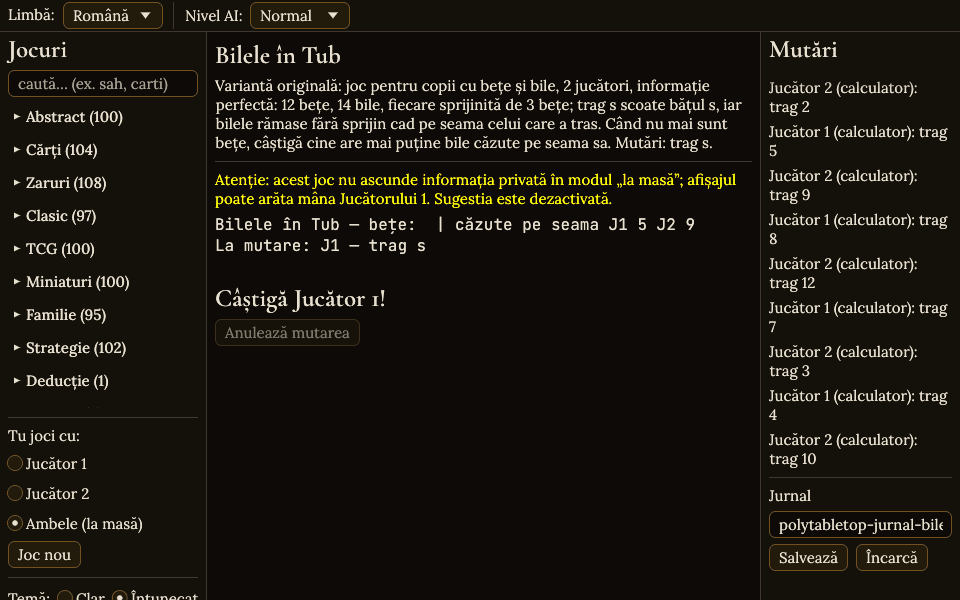 Limbă: Română ▼ Nivel AI: Normal ▼
Jocuri
caută... (ex. sah, carti)
▸ Abstract (100)
▸ Cărți (104)
▸ Zaruri (108)
▸ Clasic (97)
▸ TCG (100)
▸ Miniaturi (100)
▸ Familie (95)
▸ Strategie (102)
▸ Deducție (1)
Tu joci cu:
Jucător 1
Jucător 2
Ambele (la masă)
Joc nou
Temă: Clar Întunecat
Bilele în Tub
Variantă originală: joc pentru copii cu bețe și bile, 2 jucători, informație
perfectă: 12 bețe, 14 bile, fiecare sprijinită de 3 bețe; trag s scoate bățul s, iar
bilele rămase fără sprijin cad pe seama celui care a tras. Când nu mai sunt
bețe, câștigă cine are mai puține bile căzute pe seama sa. Mutări: trag s.
Atenție: acest joc nu ascunde informația privată în modul „la masă”; afișajul
poate arăta mâna Jucătorului 1. Sugestia este dezactivată.
Bilele în Tub — bețe:  | căzute pe seama J1 5 J2 9
La mutare: J1 — trag s
Câștigă Jucător 1!
Anulează mutarea
Mutări
Jucător 2 (calculator):
trag 2
Jucător 1 (calculator): trag
5
Jucător 2 (calculator):
trag 9
Jucător 1 (calculator): trag
8
Jucător 2 (calculator):
trag 12
Jucător 1 (calculator): trag
7
Jucător 2 (calculator):
trag 3
Jucător 1 (calculator): trag
4
Jucător 2 (calculator):
trag 10
Jurnal
polytabletop-jurnal-bile
Salvează Încarcă